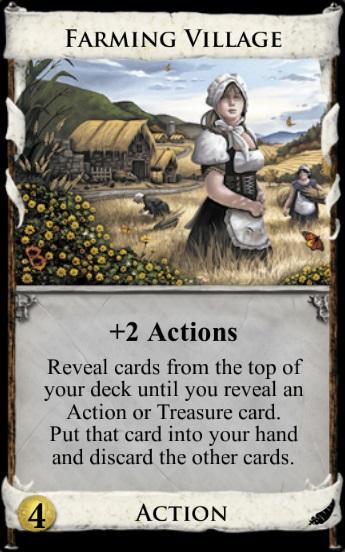 FARMING VILLAGE
+2 Actions
Reveal cards from the top of
your deck until you reveal an
Action or Treasure card.
Put that card into your hand
and discard the other cards.
4
ACTION